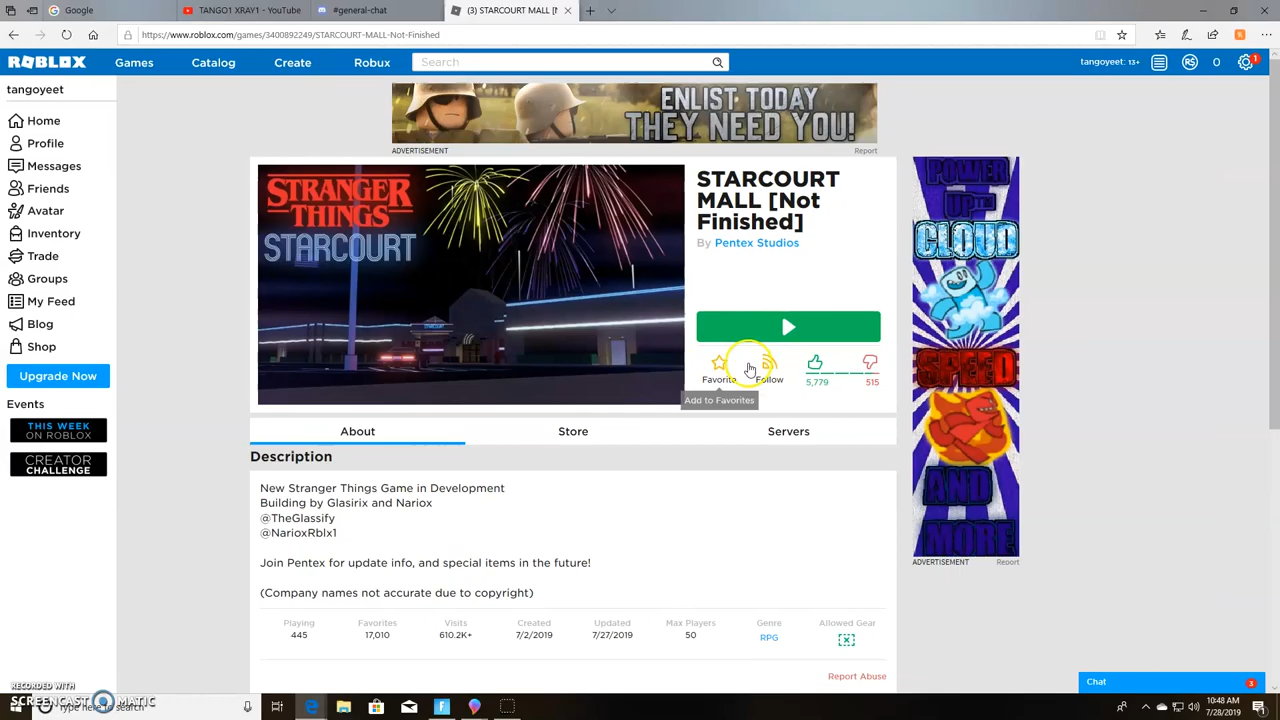 Google
TANGO1 XRAY! - YouTube
#general-chat
(3) STARCOURT MALL [N
https://www.roblox.com/games/3400892249/STARCOURT-MALL-Not-Finished
ROBLOX
Games
Catalog
Create
Robux
Search
tangoyeet: 13+
0
1
tangoyeet
Home
Profile
Messages
Friends
Avatar
Inventory
Trade
Groups
My Feed
Blog
Shop
Upgrade Now
Events
THIS WEEK
ON ROBLOX
CREATOR
CHALLENGE
ENLIST TODAY
THEY NEED YOU!
ADVERTISEMENT
Report
STRANGER
THINGS
STARCOURT
STARCOURT
MALL [Not
Finished]
By Pentex Studios
Favorite
Follow
5,779
515
Add to Favorites
POWER
UP
CLOUD
SPEED
AND
MORE
ADVERTISEMENT
Report
About
Store
Servers
Description
New Stranger Things Game in Development
Building by Glasirix and Nariox
@TheGlassify
@NarioxRblx1
Join Pentex for update info, and special items in the future!
(Company names not accurate due to copyright)
Playing
445
Favorites
17,010
Visits
610.2K+
Created
7/2/2019
Updated
7/27/2019
Max Players
50
Genre
RPG
Allowed Gear
Report Abuse
Chat
3
RECORDED WITH
SCREENCAST MATIC
Type here to search
10:48 AM
7/28/2019
1